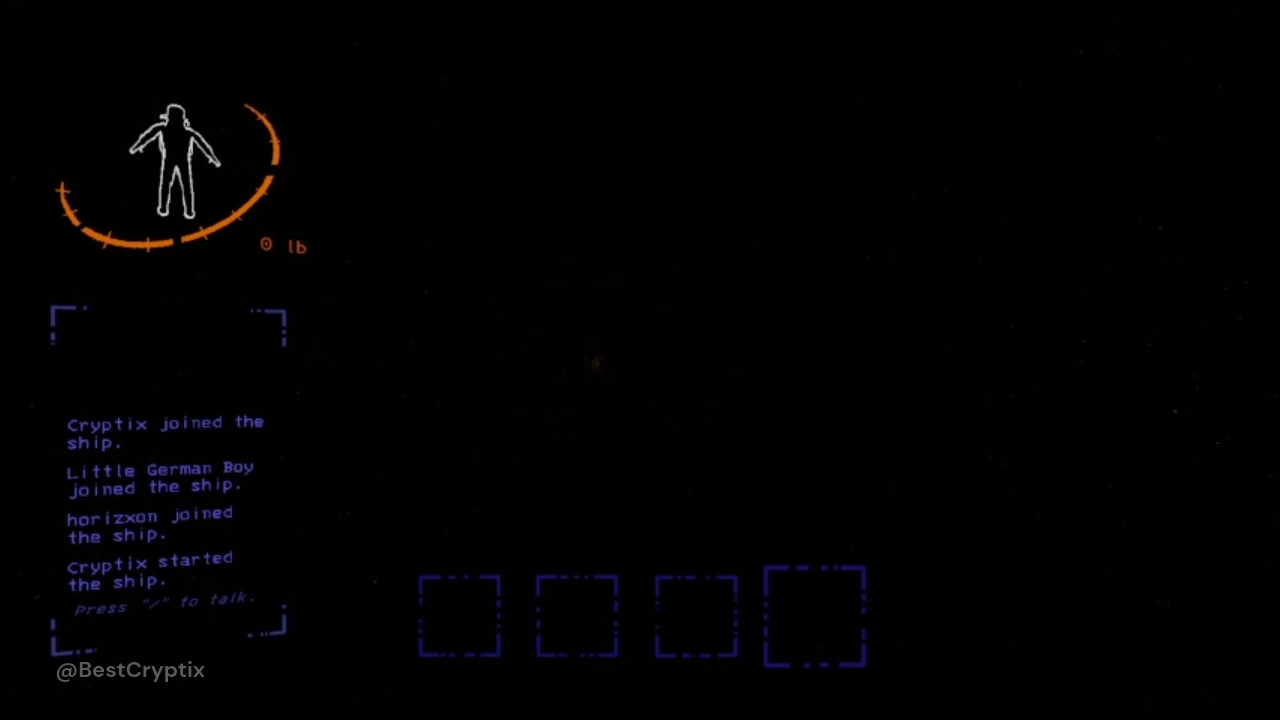 0 lb
Cryptix joined the
ship.
Little German Boy
joined the ship.
horizxon joined
the ship.
Cryptix started
the ship.
Press "/" to talk.
@BestCryptix